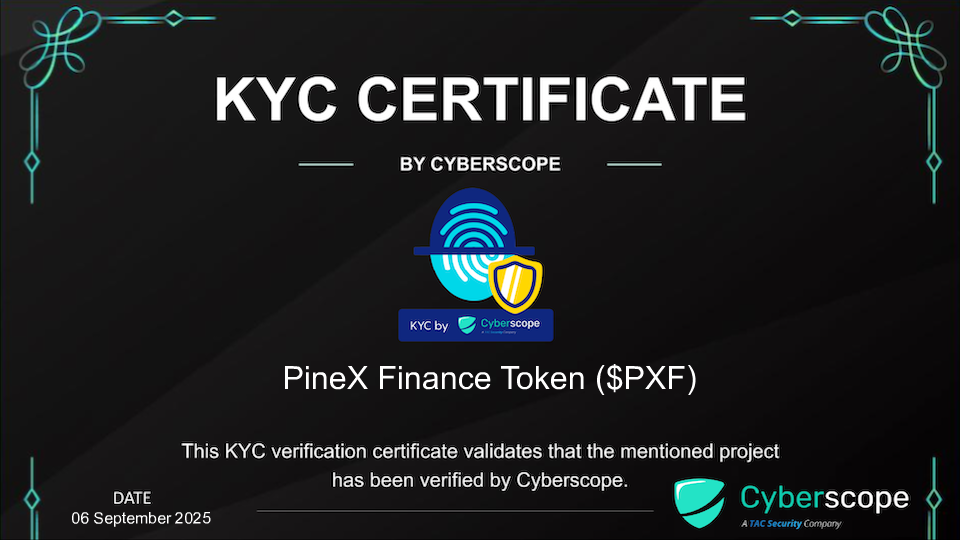 KYC CERTIFICATE
BY CYBERSCOPE
KYC by Cyberscope
PineX Finance Token ($PXF)
This KYC verification certificate validates that the mentioned project
has been verified by Cyberscope.
DATE
06 September 2025
Cyberscope
A TAC Security Company